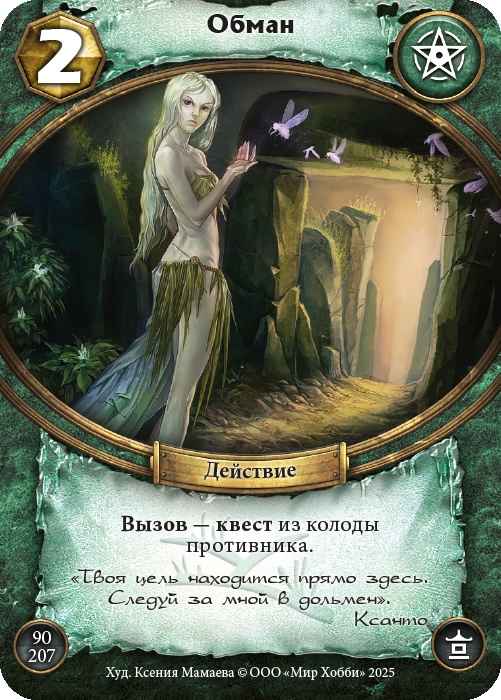 Обман
2
Действие
Вызов — квест из колоды
противника.
«Твоя цель находится прямо здесь.
Следуй за мной в дольмен».
Ксанто
90
207
Худ. Ксения Мамаева © ООО «Мир Хобби» 2025